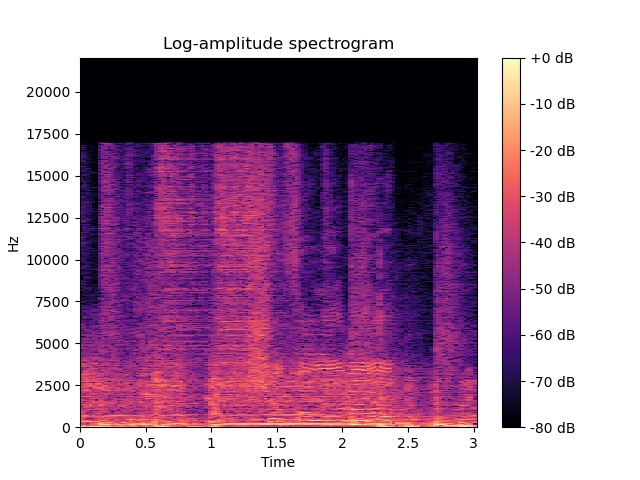 Log-amplitude spectrogram
Hz
20000
17500
15000
12500
10000
7500
5000
2500
0
0
0.5
1
1.5
2
2.5
3
Time
+0 dB
-10 dB
-20 dB
-30 dB
-40 dB
-50 dB
-60 dB
-70 dB
-80 dB